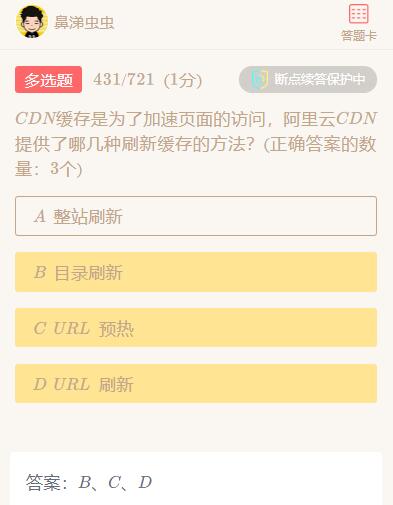 鼻涕虫虫
答题卡
多选题 431/721 (1分) 断点续答保护中
CDN缓存是为了加速页面的访问，阿里云CDN
提供了哪几种刷新缓存的方法？(正确答案的数
量：3个)
A 整站刷新
B 目录刷新
C URL 预热
D URL 刷新
答案：B、C、D